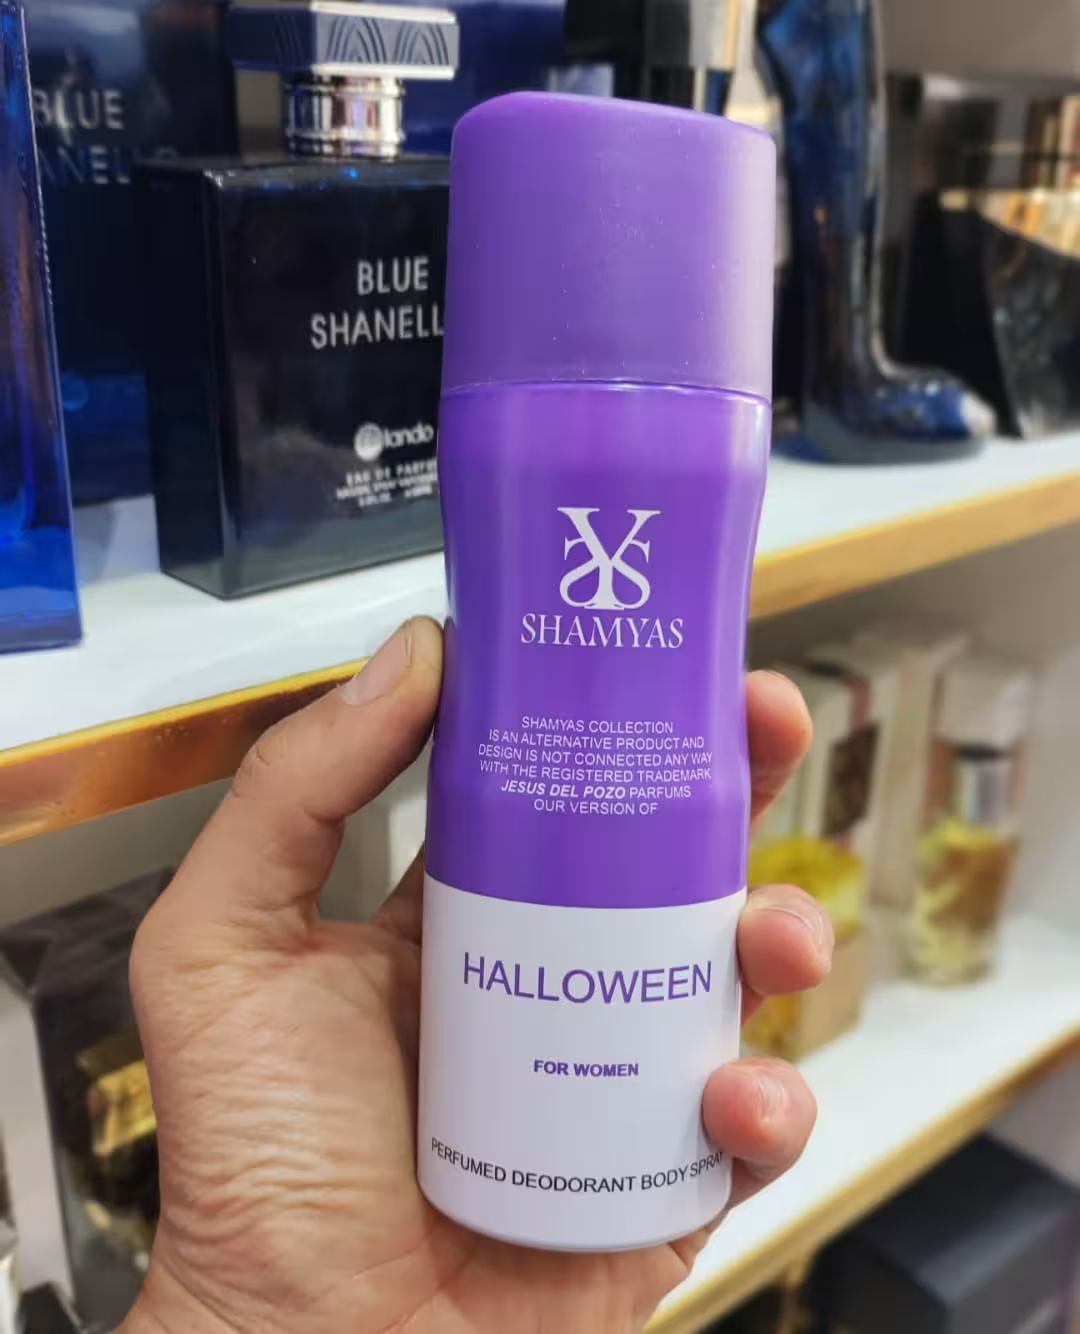 BLUE
BLUE
SHANELL
lando
EAU DE PARFUM
SHAMYAS
SHAMYAS COLLECTION
IS AN ALTERNATIVE PRODUCT AND
DESIGN IS NOT CONNECTED ANY WAY
WITH THE REGISTERED TRADEMARK
JESUS DEL POZO PARFUMS
OUR VERSION OF
HALLOWEEN
FOR WOMEN
PERFUMED DEODORANT BODY SPRAY